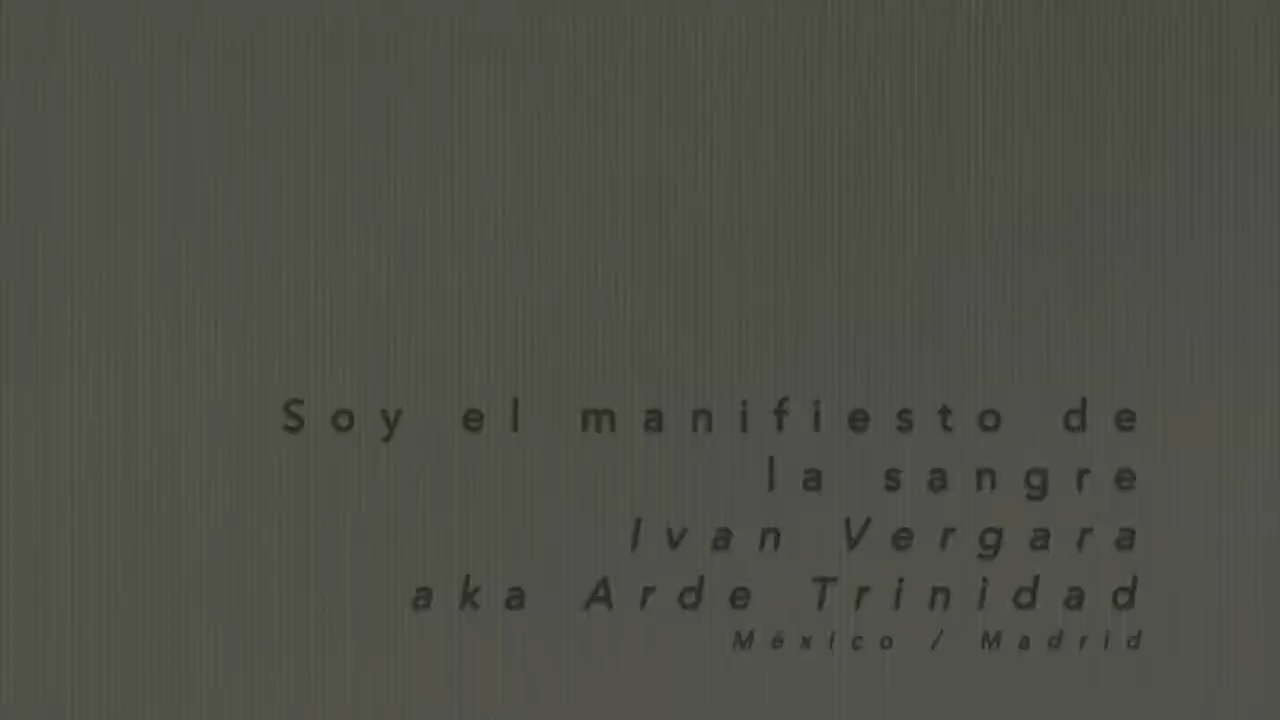 Soy el manifiesto de
la sangre
Ivan Vergara
aka Arde Trinidad
México / Madrid